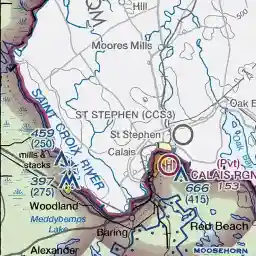 Moores Mills
ST STEPHEN (CCS3)
Oak B
St Stephen
SAINT CROIX RIVER
459
(250)
Calais
mills &
stacks
H
(Pvt)
CALAIS RGN
397
(275)
666
(415)
153
Woodland
Meddybemps
Lake
Baring
Red Beach
Alexander
MOOSEHORN